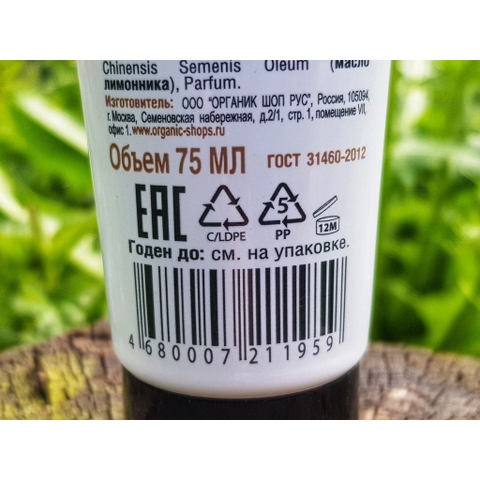 Chinensis Semenis Oleum (масло
лимонника), Parfum.
Изготовитель: ООО "ОРГАНИК ШОП РУС", Россия, 105094,
г. Москва, Семеновская набережная, д.2/1, стр. 1, помещение VII,
офис 1. www.organic-shops.ru
Объем 75 МЛ ГОСТ 31460-2012
EAC C/LDPE 5 PP 12M
Годен до: см. на упаковке.
4 680007 211959